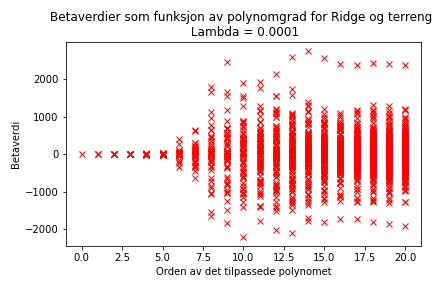 Betaverdier som funksjon av polynomgrad for Ridge og terreng
Lambda = 0.0001
Betaverdi
2000
1000
0
−1000
−2000
0.0 2.5 5.0 7.5 10.0 12.5 15.0 17.5 20.0
Orden av det tilpassede polynomet